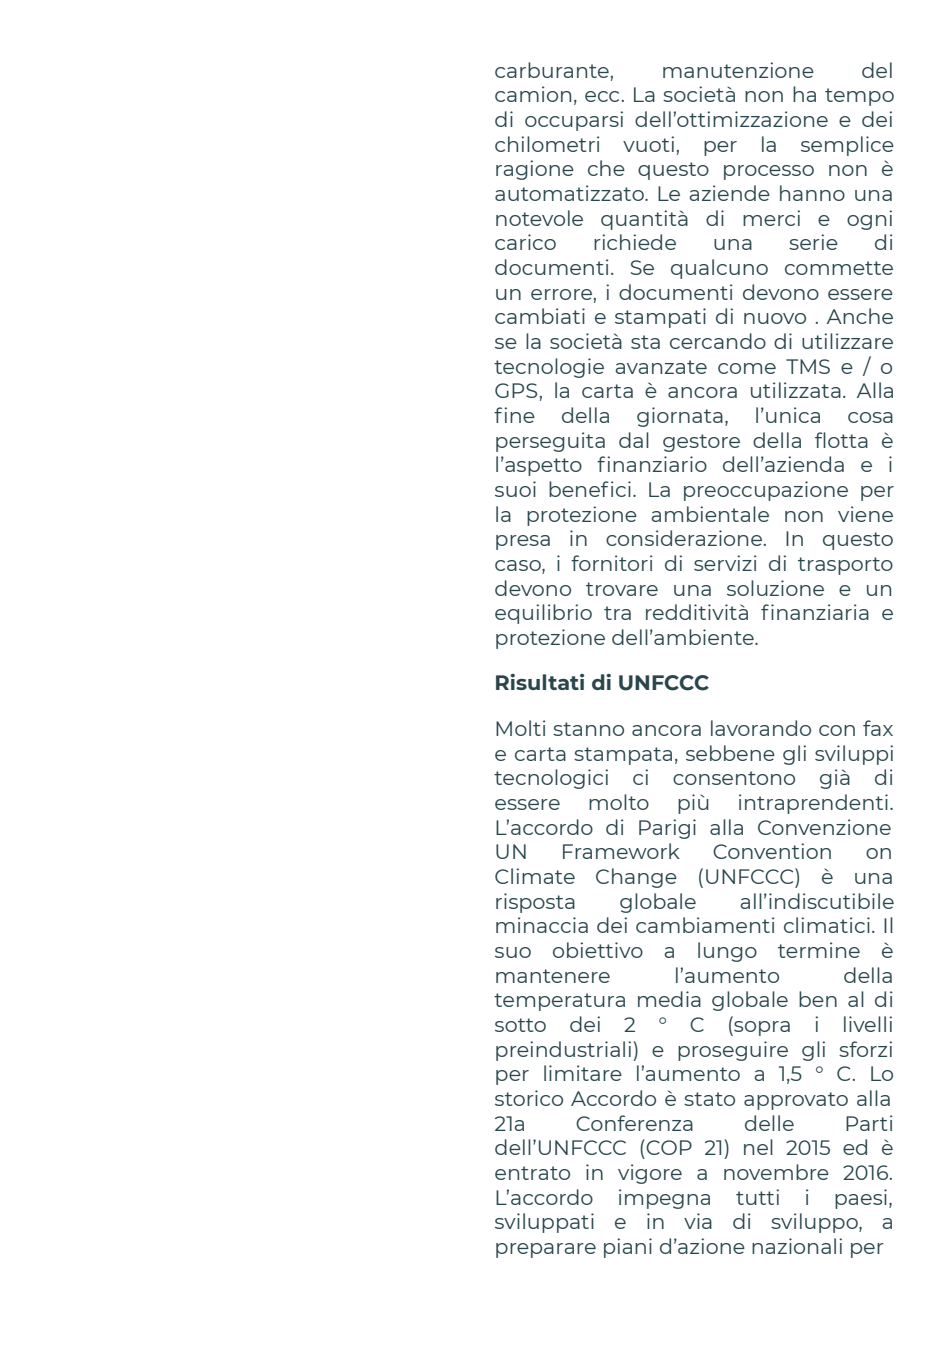 carburante, manutenzione del
camion, ecc. La società non ha tempo
di occuparsi dell’ottimizzazione e dei
chilometri vuoti, per la semplice
ragione che questo processo non è
automatizzato. Le aziende hanno una
notevole quantità di merci e ogni
carico richiede una serie di
documenti. Se qualcuno commette
un errore, i documenti devono essere
cambiati e stampati di nuovo . Anche
se la società sta cercando di utilizzare
tecnologie avanzate come TMS e / o
GPS, la carta è ancora utilizzata. Alla
fine della giornata, l’unica cosa
perseguita dal gestore della flotta è
l’aspetto finanziario dell’azienda e i
suoi benefici. La preoccupazione per
la protezione ambientale non viene
presa in considerazione. In questo
caso, i fornitori di servizi di trasporto
devono trovare una soluzione e un
equilibrio tra redditività finanziaria e
protezione dell’ambiente.
Risultati di UNFCCC
Molti stanno ancora lavorando con fax
e carta stampata, sebbene gli sviluppi
tecnologici ci consentono già di
essere molto più intraprendenti.
L’accordo di Parigi alla Convenzione
UN Framework Convention on
Climate Change (UNFCCC) è una
risposta globale all’indiscutibile
minaccia dei cambiamenti climatici. Il
suo obiettivo a lungo termine è
mantenere l’aumento della
temperatura media globale ben al di
sotto dei 2 ° C (sopra i livelli
preindustriali) e proseguire gli sforzi
per limitare l’aumento a 1,5 ° C. Lo
storico Accordo è stato approvato alla
21a Conferenza delle Parti
dell’UNFCCC (COP 21) nel 2015 ed è
entrato in vigore a novembre 2016.
L’accordo impegna tutti i paesi,
sviluppati e in via di sviluppo, a
preparare piani d’azione nazionali per